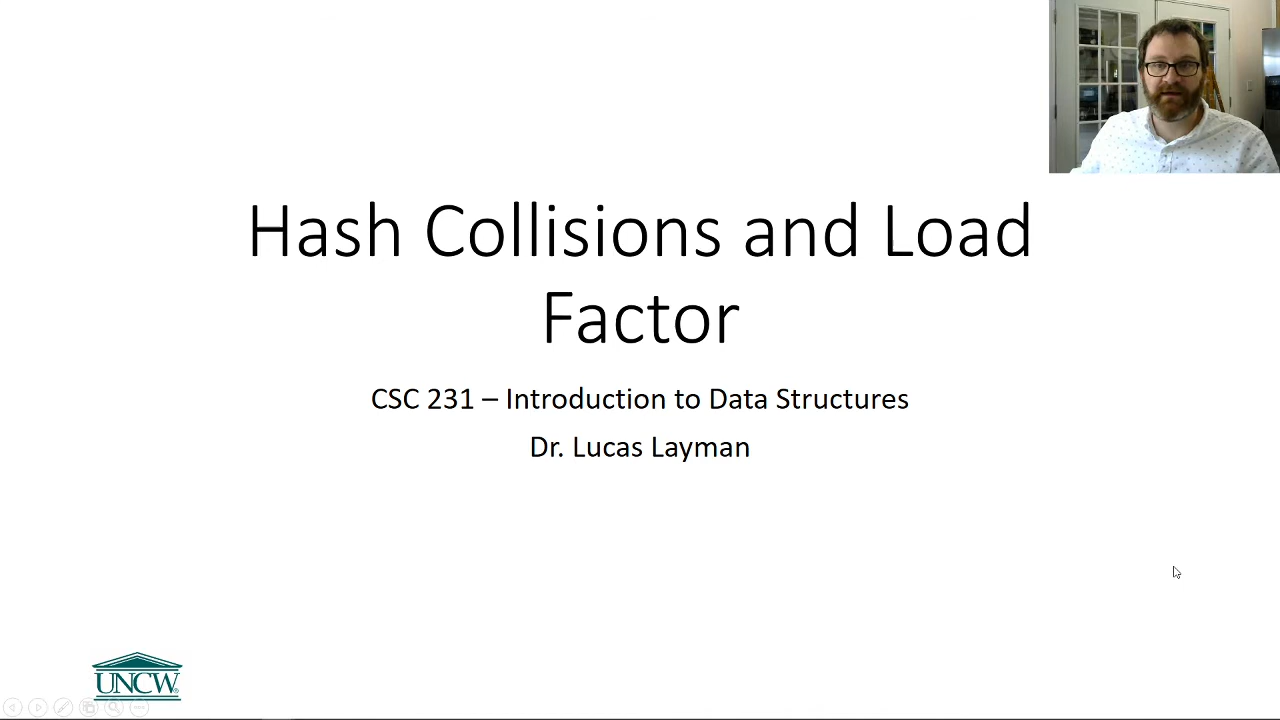 Hash Collisions and Load
Factor
CSC 231 – Introduction to Data Structures
Dr. Lucas Layman
UNCW